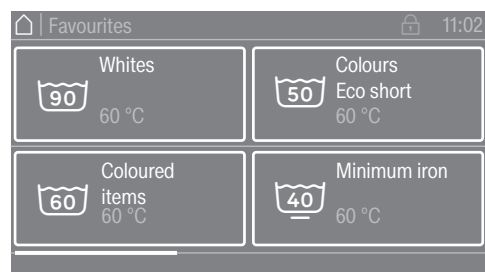 Favourites 11:02
Whites
90
60 °C
Colours
Eco short
50
60 °C
Coloured
items
60
60 °C
Minimum iron
40
60 °C